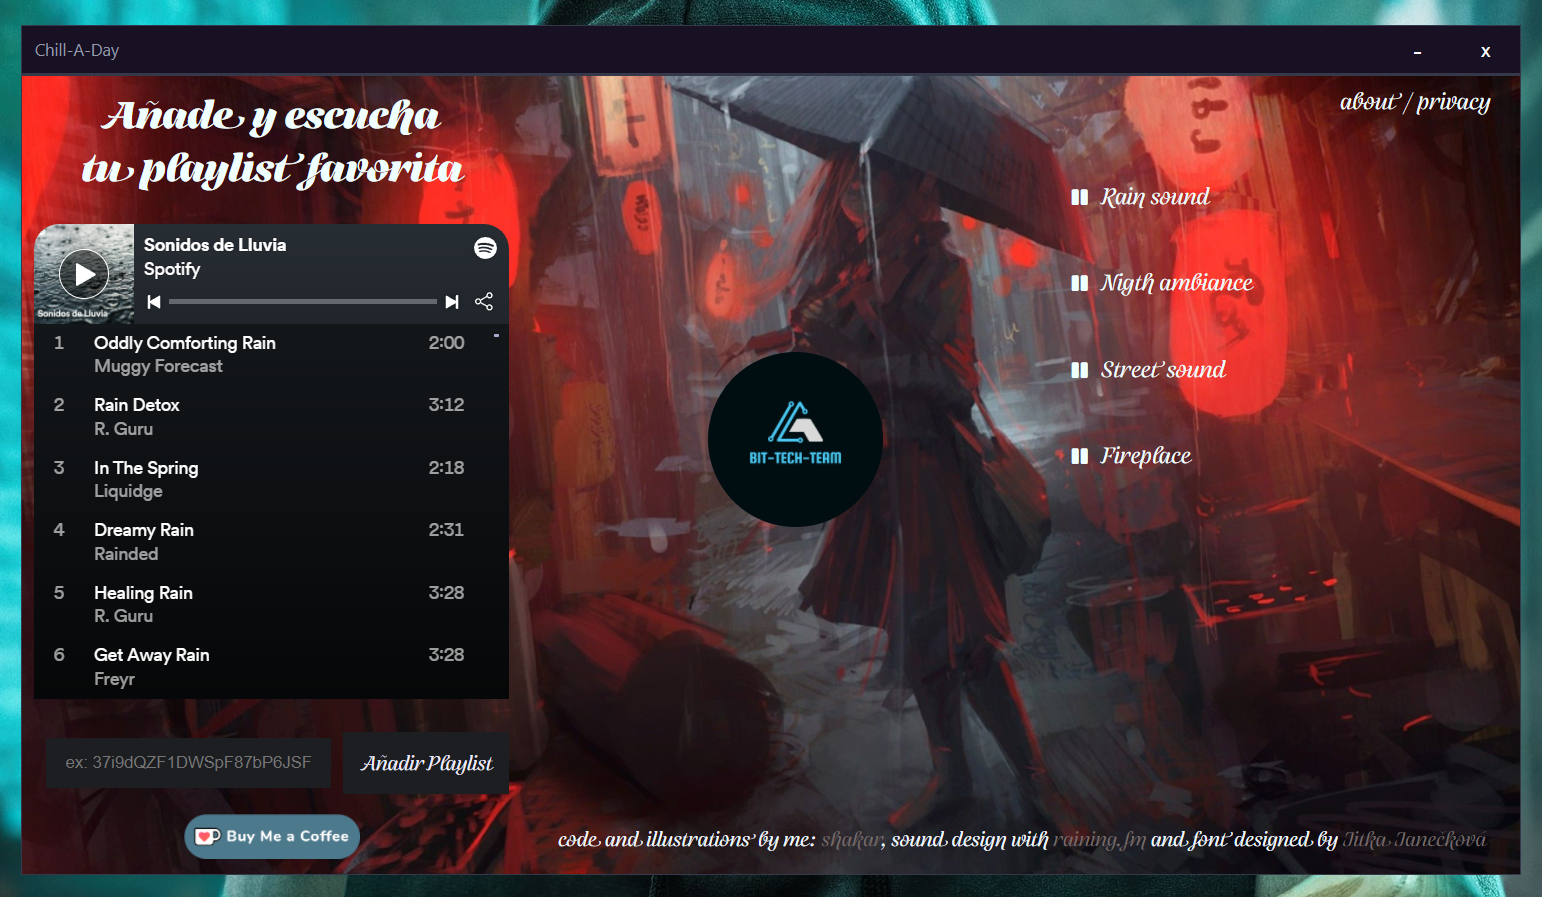 Chill-A-Day
-
x
Añade y escucha
tu playlist favorita
about / privacy
Sonidos de Lluvia
Spotify
Sonidos de Lluvia
1 Oddly Comforting Rain 2:00
Muggy Forecast
2 Rain Detox 3:12
R. Guru
3 In The Spring 2:18
Liquidge
4 Dreamy Rain 2:31
Rainded
5 Healing Rain 3:28
R. Guru
6 Get Away Rain 3:28
Freyr
ex: 37i9dQZF1DWSpF87bP6JSF
Añadir Playlist
Buy Me a Coffee
BIT-TECH-TEAM
Rain sound
Nigth ambiance
Street sound
Fireplace
code and illustrations by me: shakar, sound design with raining.fm and font designed by Jitka Janečková